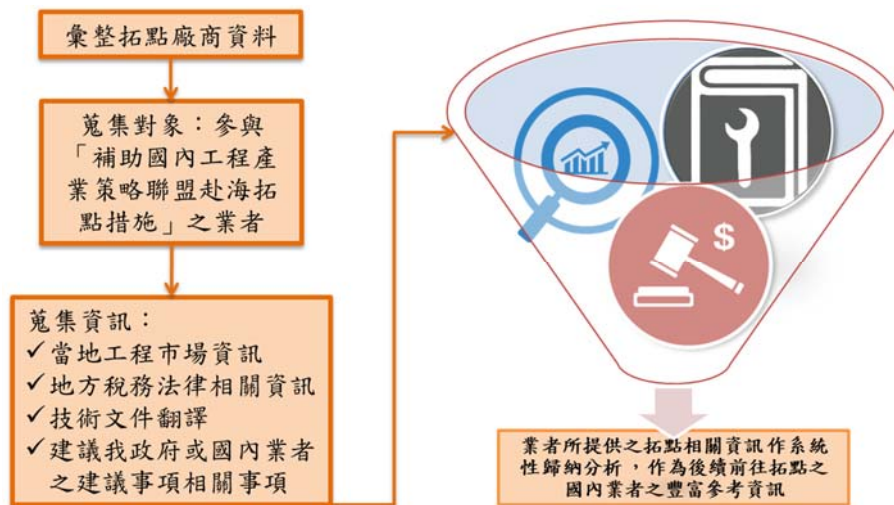 彙整拓點廠商資料
蒐集對象：參與
「補助國內工程產
業策略聯盟赴海拓
點措施」之業者
蒐集資訊：
✓當地工程市場資訊
✓地方稅務法律相關資訊
✓技術文件翻譯
✓建議我政府或國內業者
之建議事項相關事項
$
業者所提供之拓點相關資訊作系統
性歸納分析，作為後續前往拓點之
國內業者之豐富參考資訊